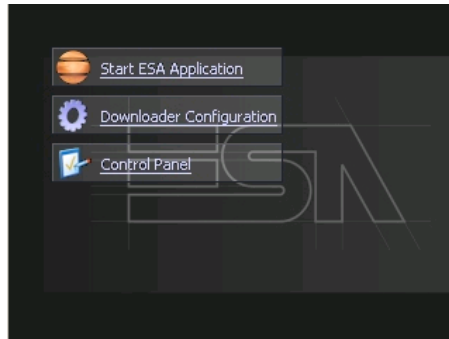 Start ESA Application
Downloader Configuration
Control Panel
ESA